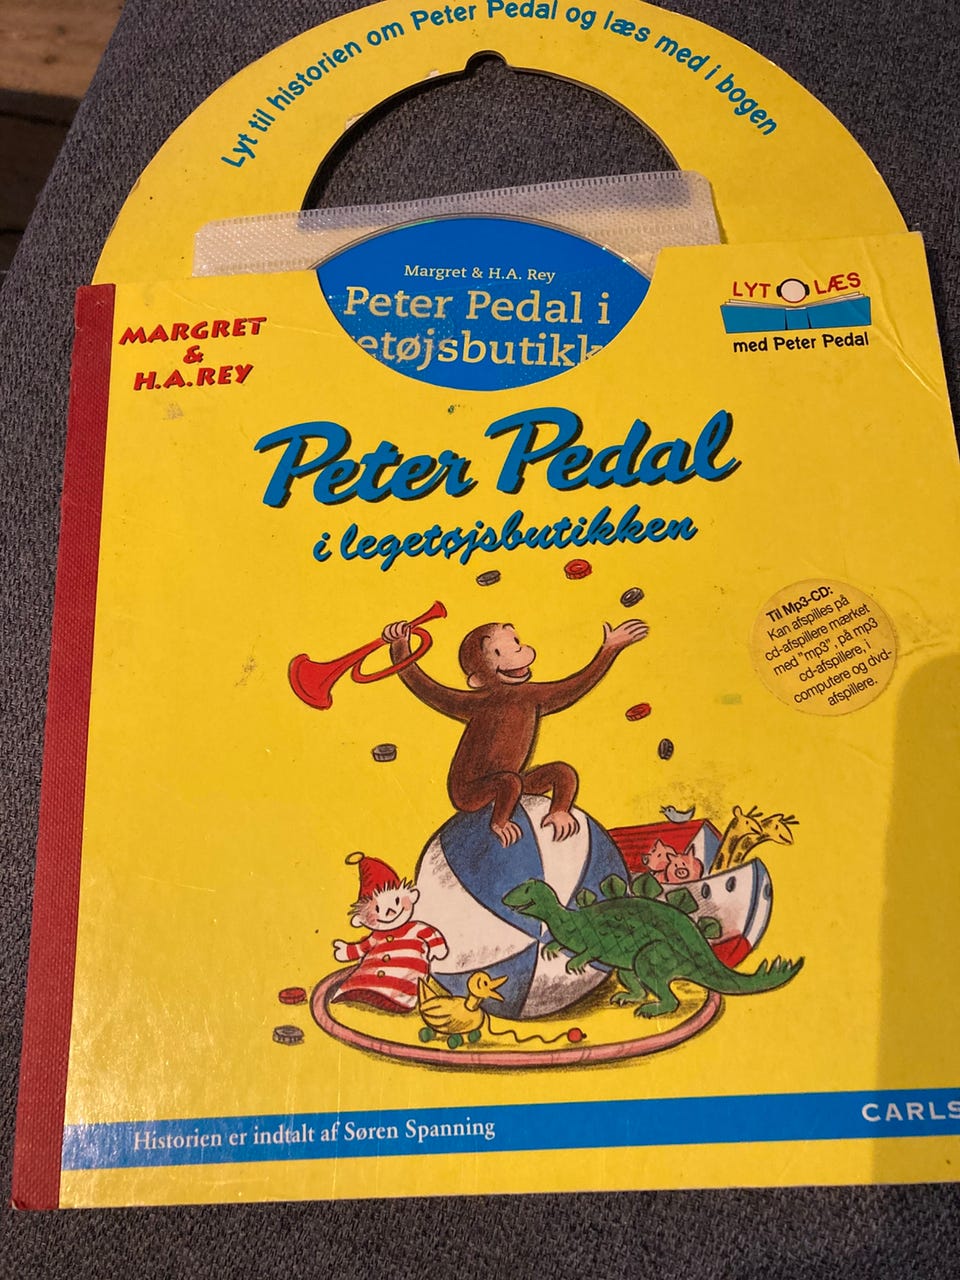 Lyt til historien om Peter Pedal og læs med i bogen
Margret & H.A. Rey
Peter Pedal i
etøjsbutikk
LYT LÆS
med Peter Pedal
MARGRET
&
H.A.REY
Peter Pedal
i legetøjsbutikken
Til Mp3-CD:
Kan afspilles på
cd-afspillere mærket
med "mp3", på mp3
cd-afspillere, i
computere og dvd-
afspillere.
Historien er indtalt af Søren Spanning
CARLS